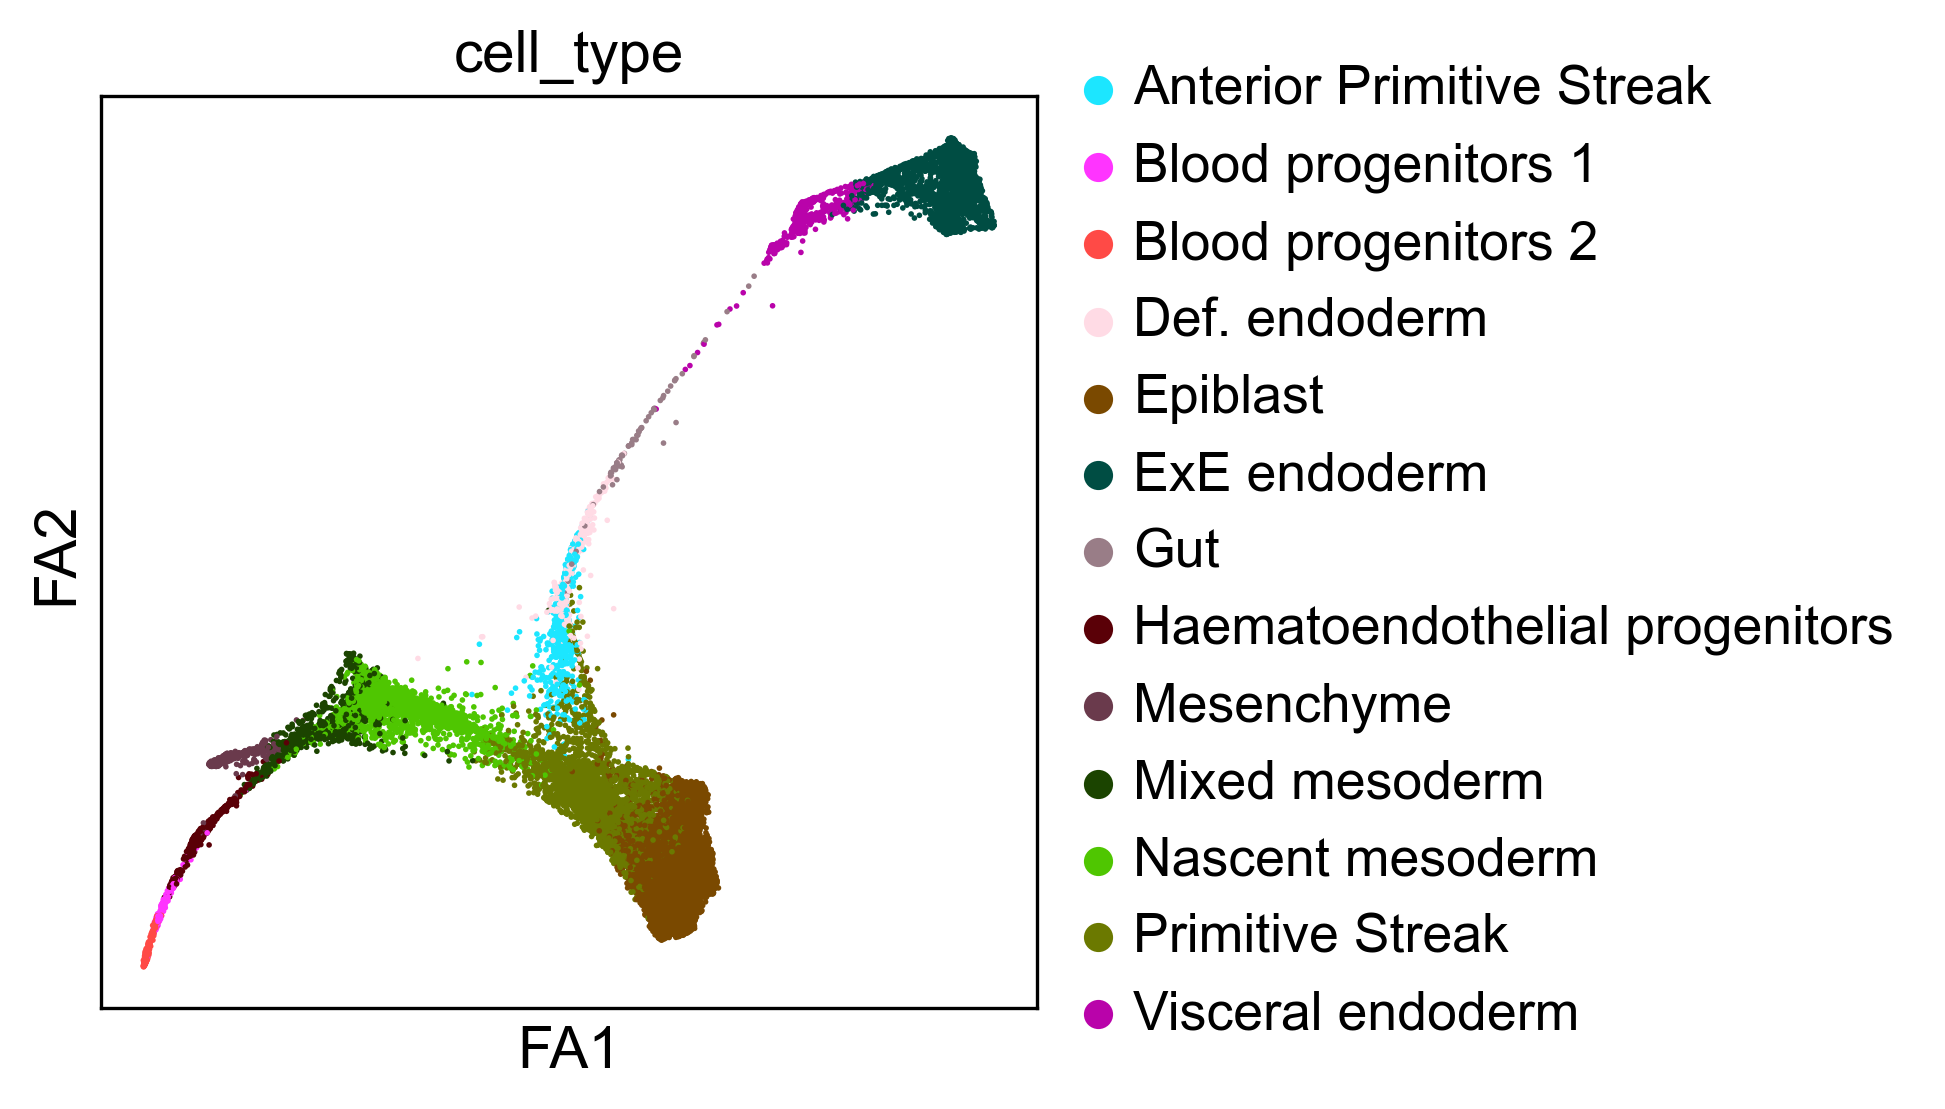 cell_type
FA2
FA1
Anterior Primitive Streak
Blood progenitors 1
Blood progenitors 2
Def. endoderm
Epiblast
ExE endoderm
Gut
Haematoendothelial progenitors
Mesenchyme
Mixed mesoderm
Nascent mesoderm
Primitive Streak
Visceral endoderm